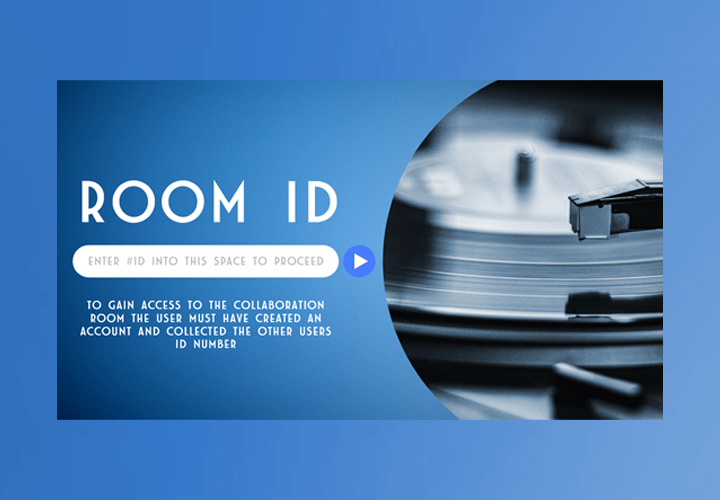 ROOM ID
ENTER #ID INTO THIS SPACE TO PROCEED
TO GAIN ACCESS TO THE COLLABORATION
ROOM THE USER MUST HAVE CREATED AN
ACCOUNT AND COLLECTED THE OTHER USERS
ID NUMBER